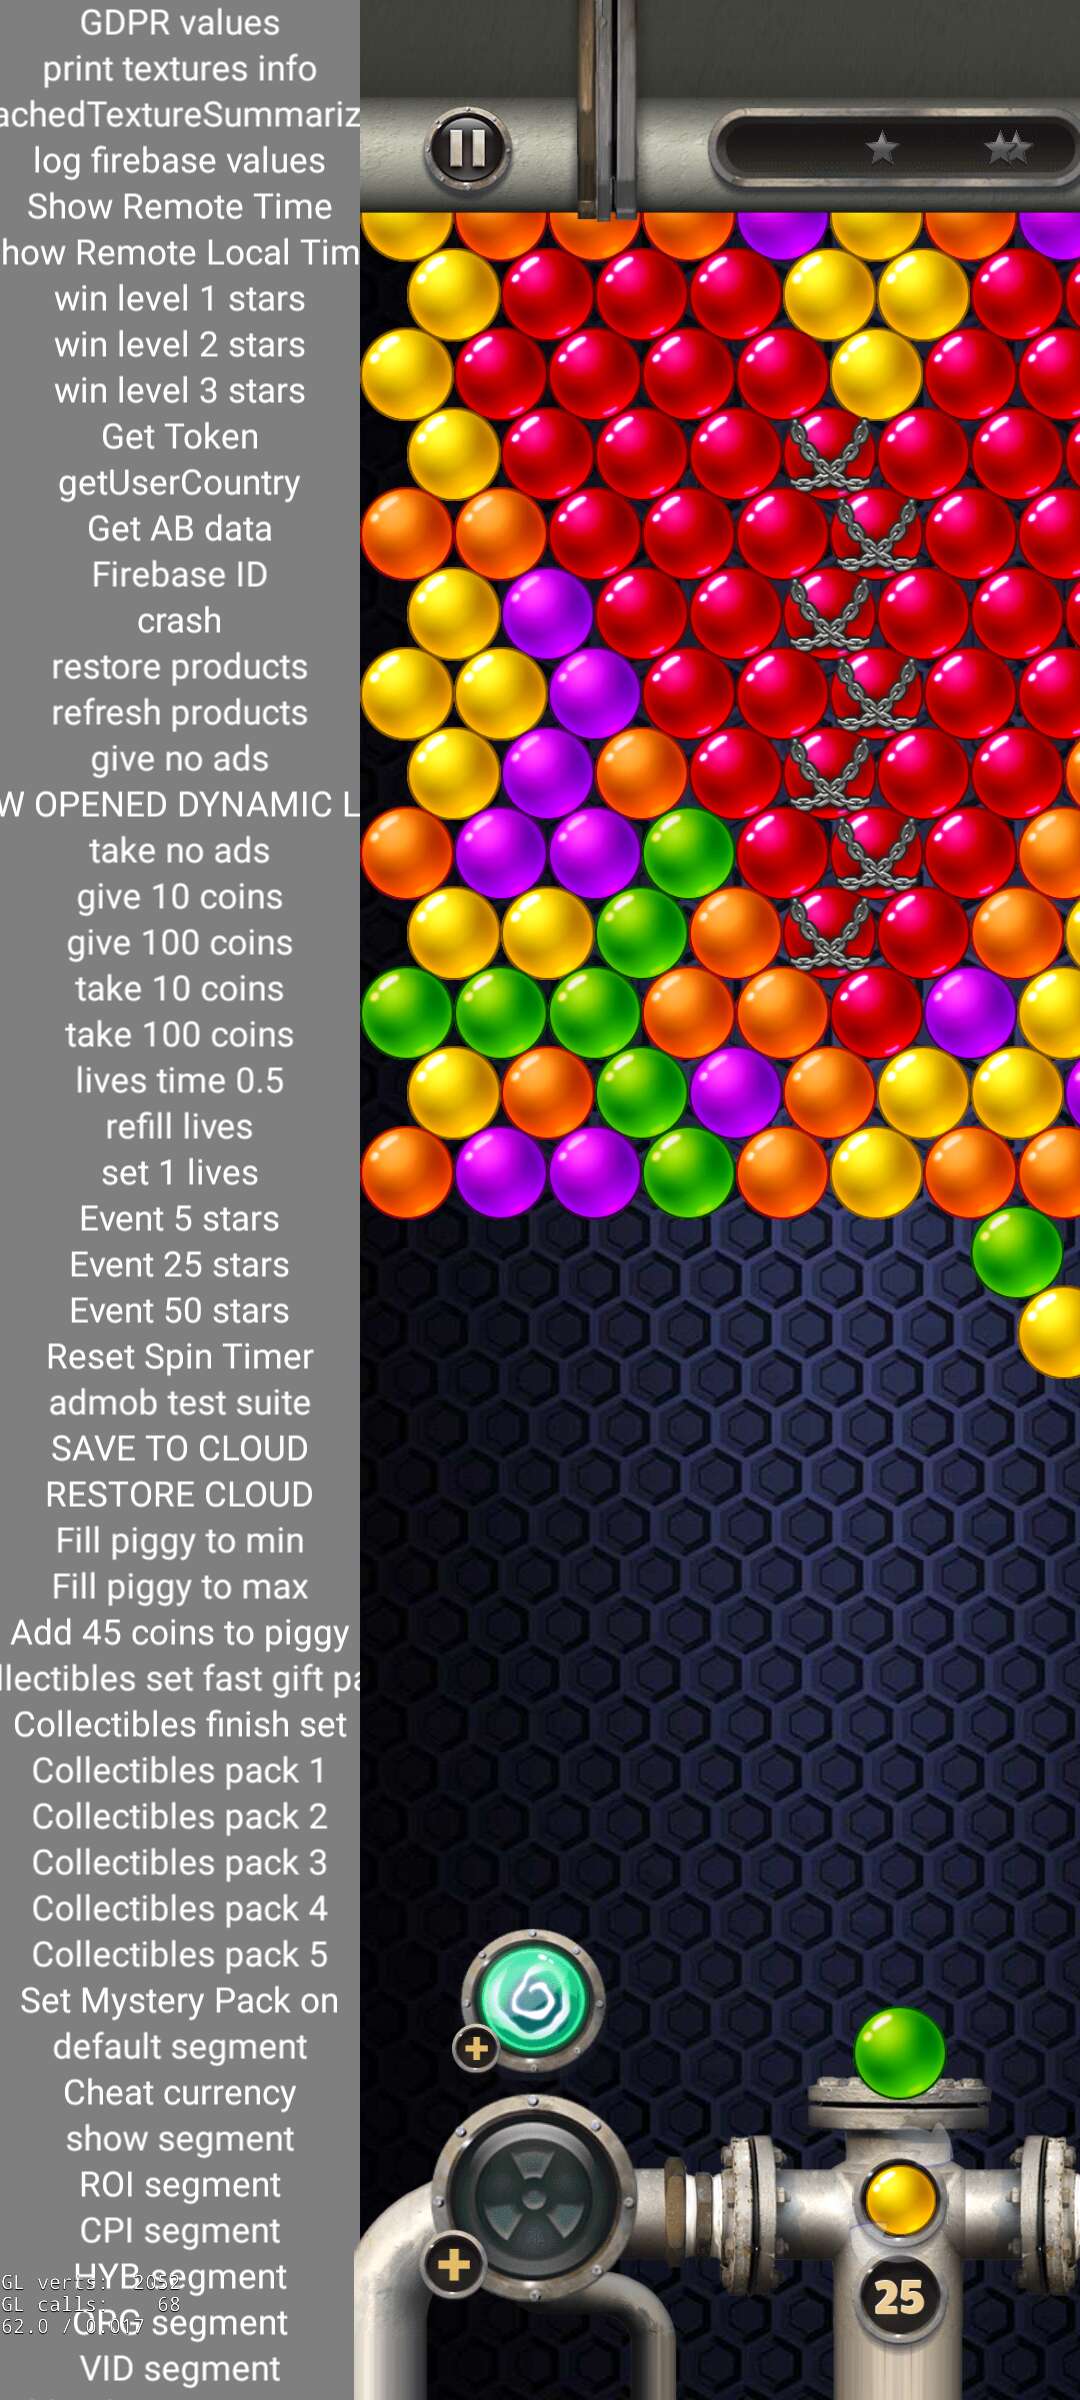 GDPR values
print textures info
achedTextureSummariz
log firebase values
Show Remote Time
how Remote Local Tim
win level 1 stars
win level 2 stars
win level 3 stars
Get Token
getUserCountry
Get AB data
Firebase ID
crash
restore products
refresh products
give no ads
W OPENED DYNAMIC L
take no ads
give 10 coins
give 100 coins
take 10 coins
take 100 coins
lives time 0.5
refill lives
set 1 lives
Event 5 stars
Event 25 stars
Event 50 stars
Reset Spin Timer
admob test suite
SAVE TO CLOUD
RESTORE CLOUD
Fill piggy to min
Fill piggy to max
Add 45 coins to piggy
llectibles set fast gift pa
Collectibles finish set
Collectibles pack 1
Collectibles pack 2
Collectibles pack 3
Collectibles pack 4
Collectibles pack 5
Set Mystery Pack on
default segment
Cheat currency
show segment
ROI segment
CPI segment
HYB segment
GL verts: 2052
GL calls: 68
ORG segment
62.0 / 0.017
VID segment
25